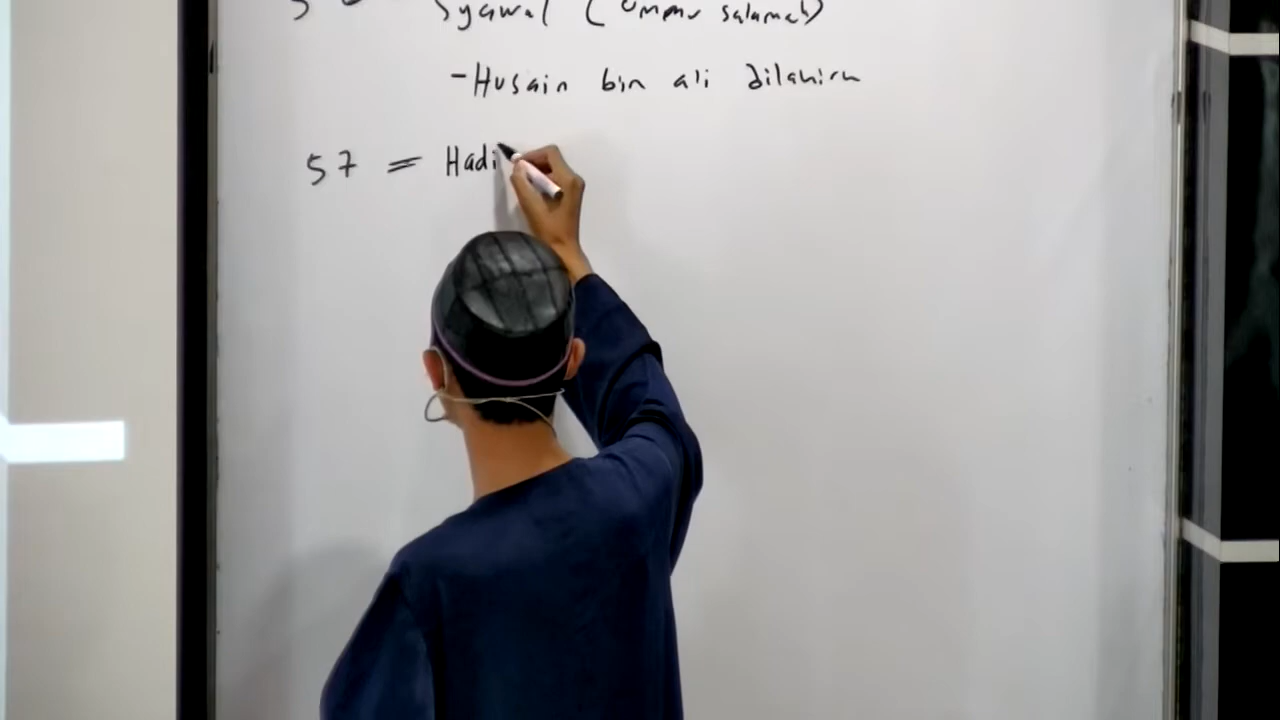 Syawal (Ummu salamah)
-Husain bin ali dilahirn
57 = Hadi